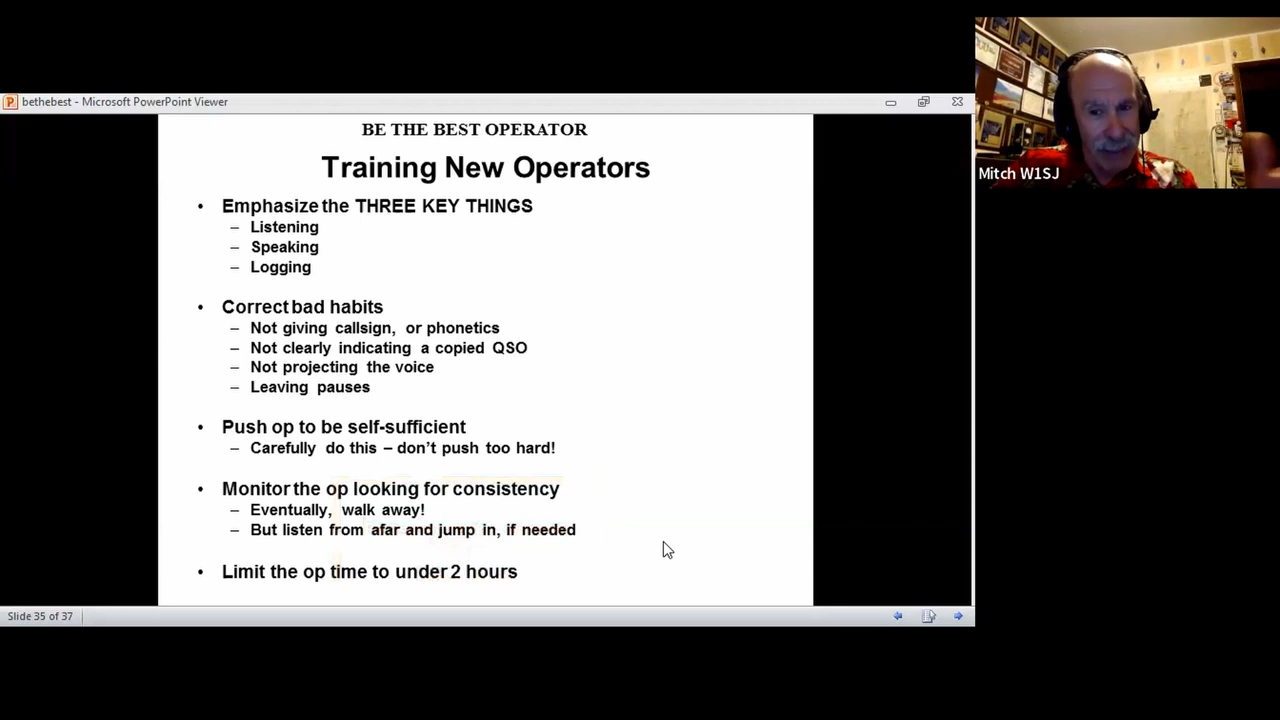 bethebest - Microsoft PowerPoint Viewer
BE THE BEST OPERATOR
Training New Operators
• Emphasize the THREE KEY THINGS
– Listening
– Speaking
– Logging
• Correct bad habits
– Not giving callsign, or phonetics
– Not clearly indicating a copied QSO
– Not projecting the voice
– Leaving pauses
• Push op to be self-sufficient
– Carefully do this – don't push too hard!
• Monitor the op looking for consistency
– Eventually, walk away!
– But listen from afar and jump in, if needed
• Limit the op time to under 2 hours
Slide 35 of 37
Mitch W1SJ